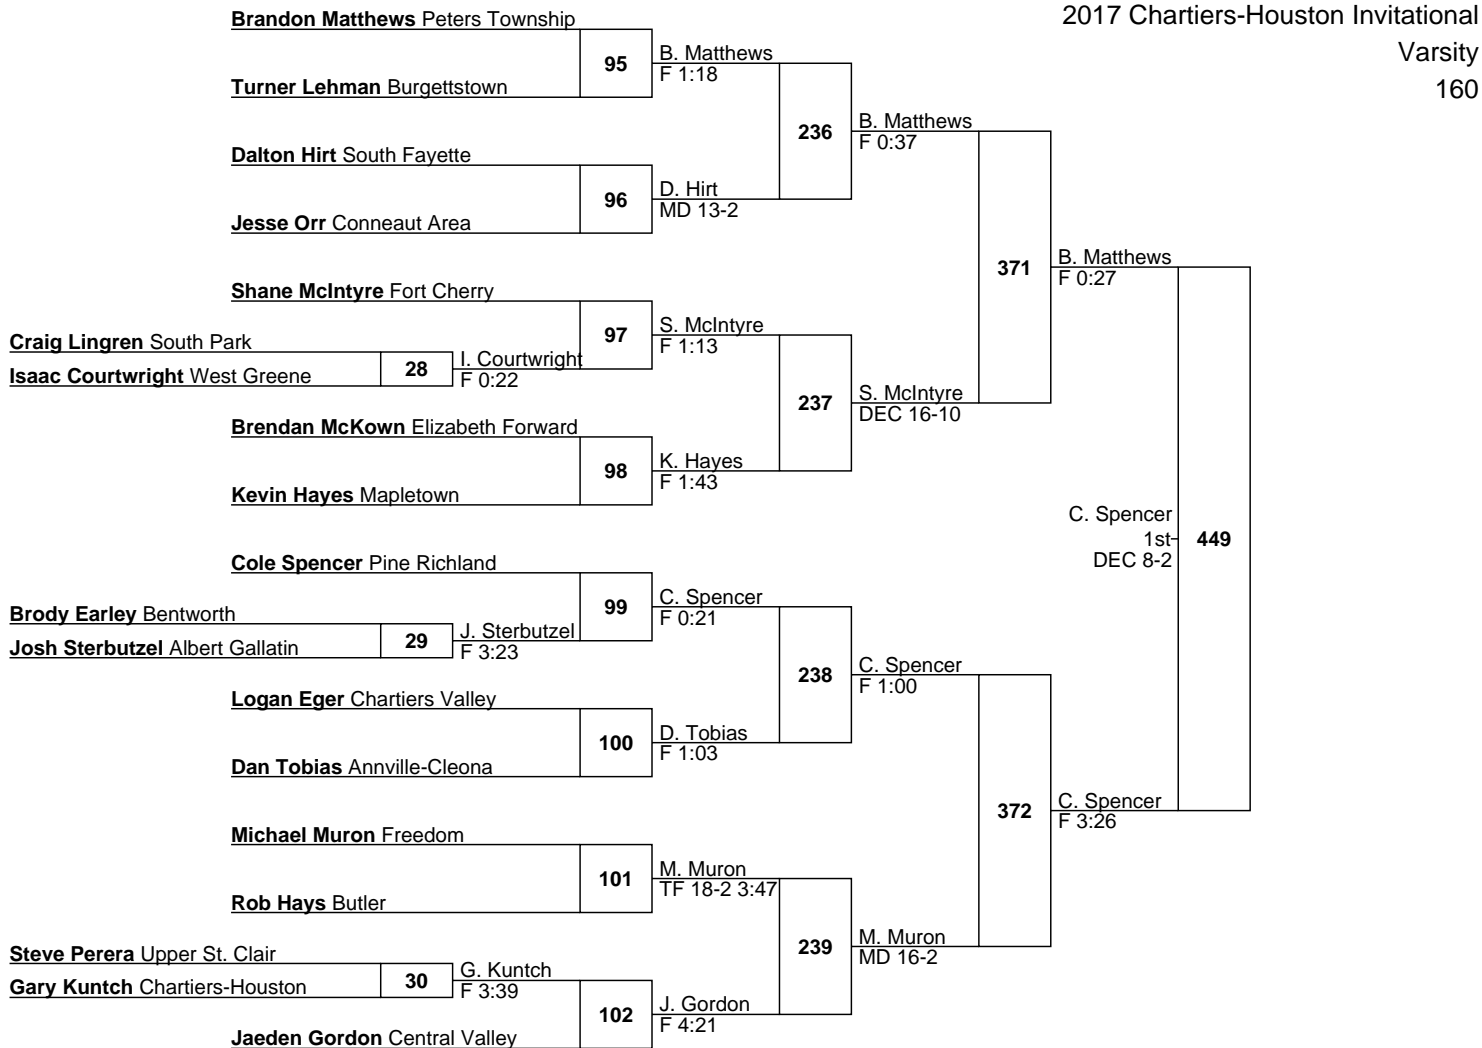 2017 Chartiers-Houston Invitational
Varsity
160
Brandon Matthews Peters Township
95
B. Matthews
F 1:18
Turner Lehman Burgettstown
236
B. Matthews
F 0:37
Dalton Hirt South Fayette
96
D. Hirt
MD 13-2
Jesse Orr Conneaut Area
371
B. Matthews
F 0:27
Shane McIntyre Fort Cherry
97
S. McIntyre
F 1:13
Craig Lingren South Park
28
I. Courtwright
F 0:22
Isaac Courtwright West Greene
237
S. McIntyre
DEC 16-10
Brendan McKown Elizabeth Forward
98
K. Hayes
F 1:43
Kevin Hayes Mapletown
C. Spencer
1st
DEC 8-2
449
Cole Spencer Pine Richland
99
C. Spencer
F 0:21
Brody Earley Bentworth
29
J. Sterbutzel
F 3:23
Josh Sterbutzel Albert Gallatin
238
C. Spencer
F 1:00
Logan Eger Chartiers Valley
100
D. Tobias
F 1:03
Dan Tobias Annville-Cleona
372
C. Spencer
F 3:26
Michael Muron Freedom
101
M. Muron
TF 18-2 3:47
Rob Hays Butler
239
M. Muron
MD 16-2
Steve Perera Upper St. Clair
30
G. Kuntch
F 3:39
Gary Kuntch Chartiers-Houston
102
J. Gordon
F 4:21
Jaeden Gordon Central Valley